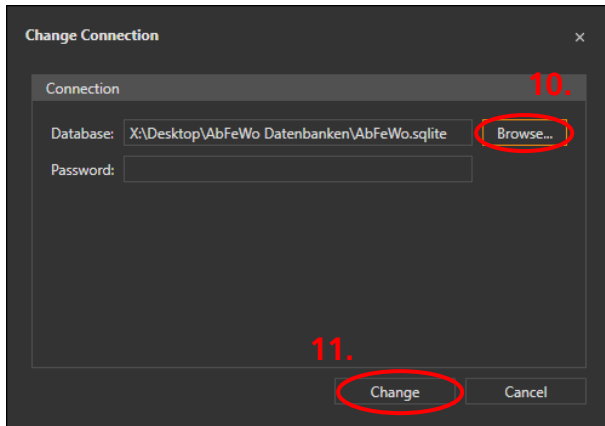 Change Connection
×
Connection
10.
Database: X:\Desktop\AbFeWo Datenbanken\AbFeWo.sqlite Browse...
Password:
11.
Change Cancel